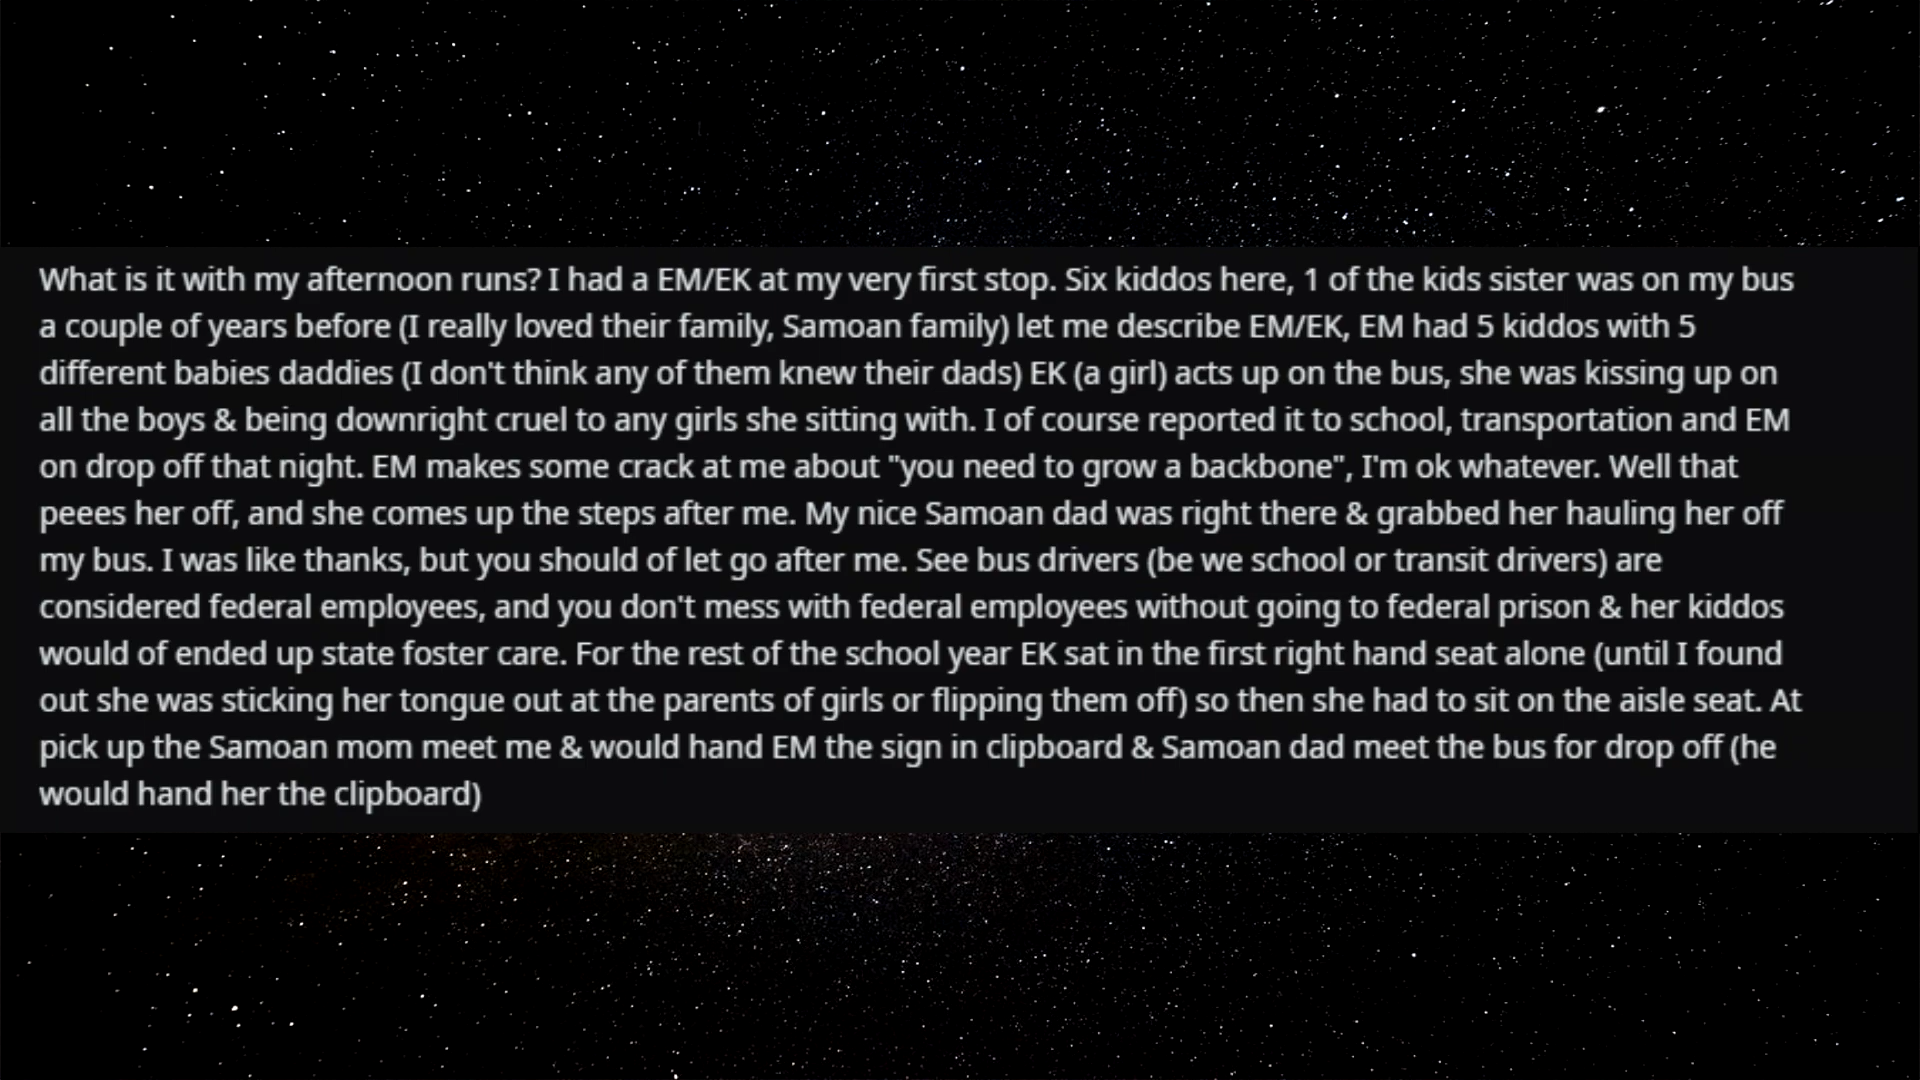 What is it with my afternoon runs? I had a EM/EK at my very first stop. Six kiddos here, 1 of the kids sister was on my bus
a couple of years before (I really loved their family, Samoan family) let me describe EM/EK, EM had 5 kiddos with 5
different babies daddies (I don't think any of them knew their dads) EK (a girl) acts up on the bus, she was kissing up on
all the boys & being downright cruel to any girls she sitting with. I of course reported it to school, transportation and EM
on drop off that night. EM makes some crack at me about "you need to grow a backbone", I'm ok whatever. Well that
peees her off, and she comes up the steps after me. My nice Samoan dad was right there & grabbed her hauling her off
my bus. I was like thanks, but you should of let go after me. See bus drivers (be we school or transit drivers) are
considered federal employees, and you don't mess with federal employees without going to federal prison & her kiddos
would of ended up state foster care. For the rest of the school year EK sat in the first right hand seat alone (until I found
out she was sticking her tongue out at the parents of girls or flipping them off) so then she had to sit on the aisle seat. At
pick up the Samoan mom meet me & would hand EM the sign in clipboard & Samoan dad meet the bus for drop off (he
would hand her the clipboard)